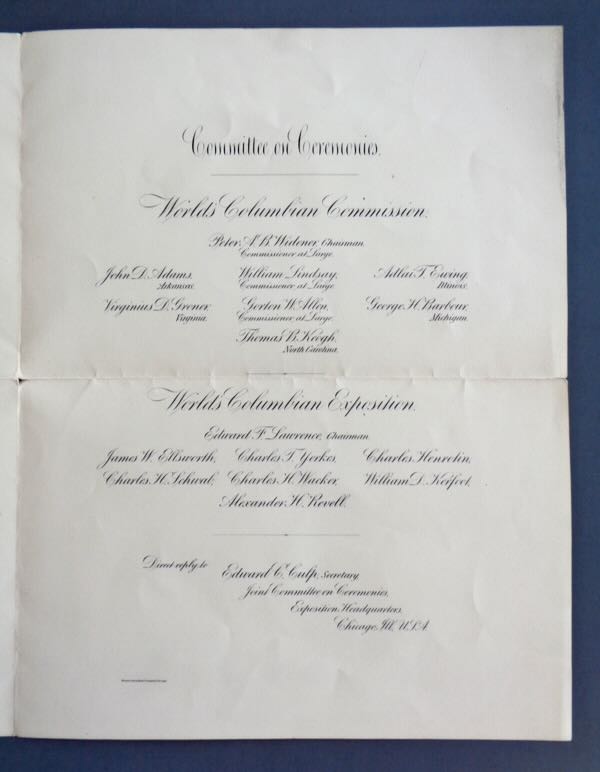 Committee on Ceremonies.
World's Columbian Commission.
Peter A. B. Widener, Chairman.
Commissioner at Large.
John D. Adams, William Lindsay, Adlai T. Ewing,
Arkansas. Commissioner at Large. Illinois.
Virginius D. Groner, Gorton W. Allen, George H. Barbour,
Virginia. Commissioner at Large. Michigan.
Thomas B. Keogh,
North Carolina.
World's Columbian Exposition.
Edward F. Lawrence, Chairman.
James W. Ellsworth, Charles T. Yerkes, Charles Henrotin,
Charles H. Schwab, Charles H. Wacker, William D. Kerfoot,
Alexander H. Revell.
Direct reply to
Edward C. Culp, Secretary,
Joint Committee on Ceremonies,
Exposition Headquarters,
Chicago, Ill., U.S.A.